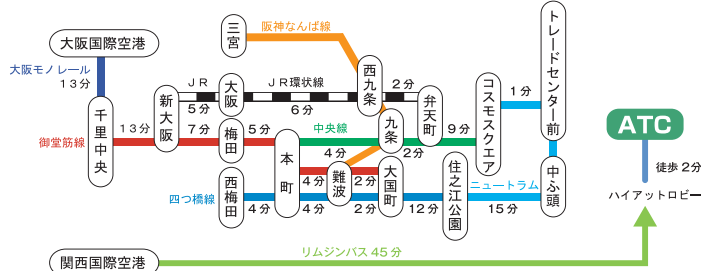 大阪国際空港
三宮
阪神なんば線
トレードセンター前
大阪モノレール
13分
JR
大阪
JR環状線
西九条
2分
コスモスクエア
1分
5分
6分
弁天町
千里中央
新大阪
ATC
御堂筋線
13分
7分
梅田
5分
中央線
九条
9分
4分
2分
本町
住之江公園
中ふ頭
徒歩 2分
西梅田
4分
難波
2分
大国町
ニュートラム
ハイアットロビー
四つ橋線
4分
4分
2分
12分
15分
関西国際空港
リムジンバス 45分